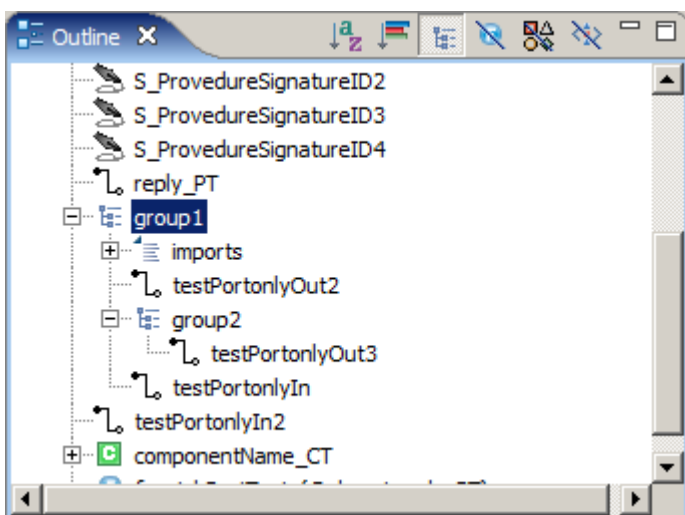 Outline
S_ProvedureSignatureID2
S_ProvedureSignatureID3
S_ProvedureSignatureID4
reply_PT
group1
imports
testPortonlyOut2
group2
testPortonlyOut3
testPortonlyIn
testPortonlyIn2
componentName_CT